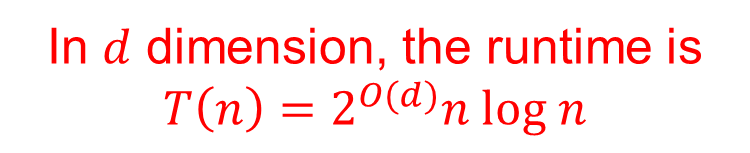 In d dimension, the runtime is
T(n) = 2^{O(d)} n log n